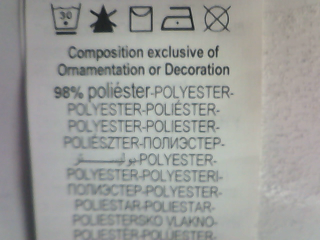 30
Composition exclusive of
Ornamentation or Decoration
98% poliéster-POLYESTER-
POLYESTER-POLIÉSTER-
POLYESTER-POLIESTER-
POLIÉSZTER-ПОЛИЭСТЕР-
بوليستر-POLYESTER-
POLYESTER-POLYESTERI-
ПОЛИЭСТЕР-POLYESTER-
POLIESTAR-POLIESTAR-
POLIESTERSKO VLAKNO-